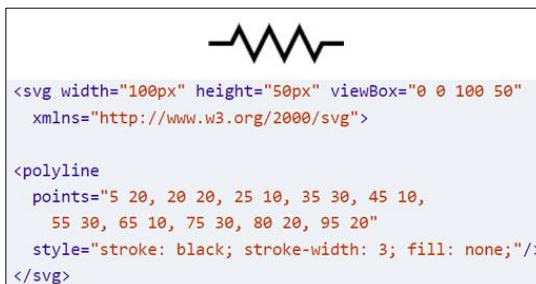 <svg width="100px" height="50px" viewBox="0 0 100 50"
xmlns="http://www.w3.org/2000/svg">
<polyline
points="5 20, 20 20, 25 10, 35 30, 45 10,
55 30, 65 10, 75 30, 80 20, 95 20"
style="stroke: black; stroke-width: 3; fill: none;"/>
</svg>